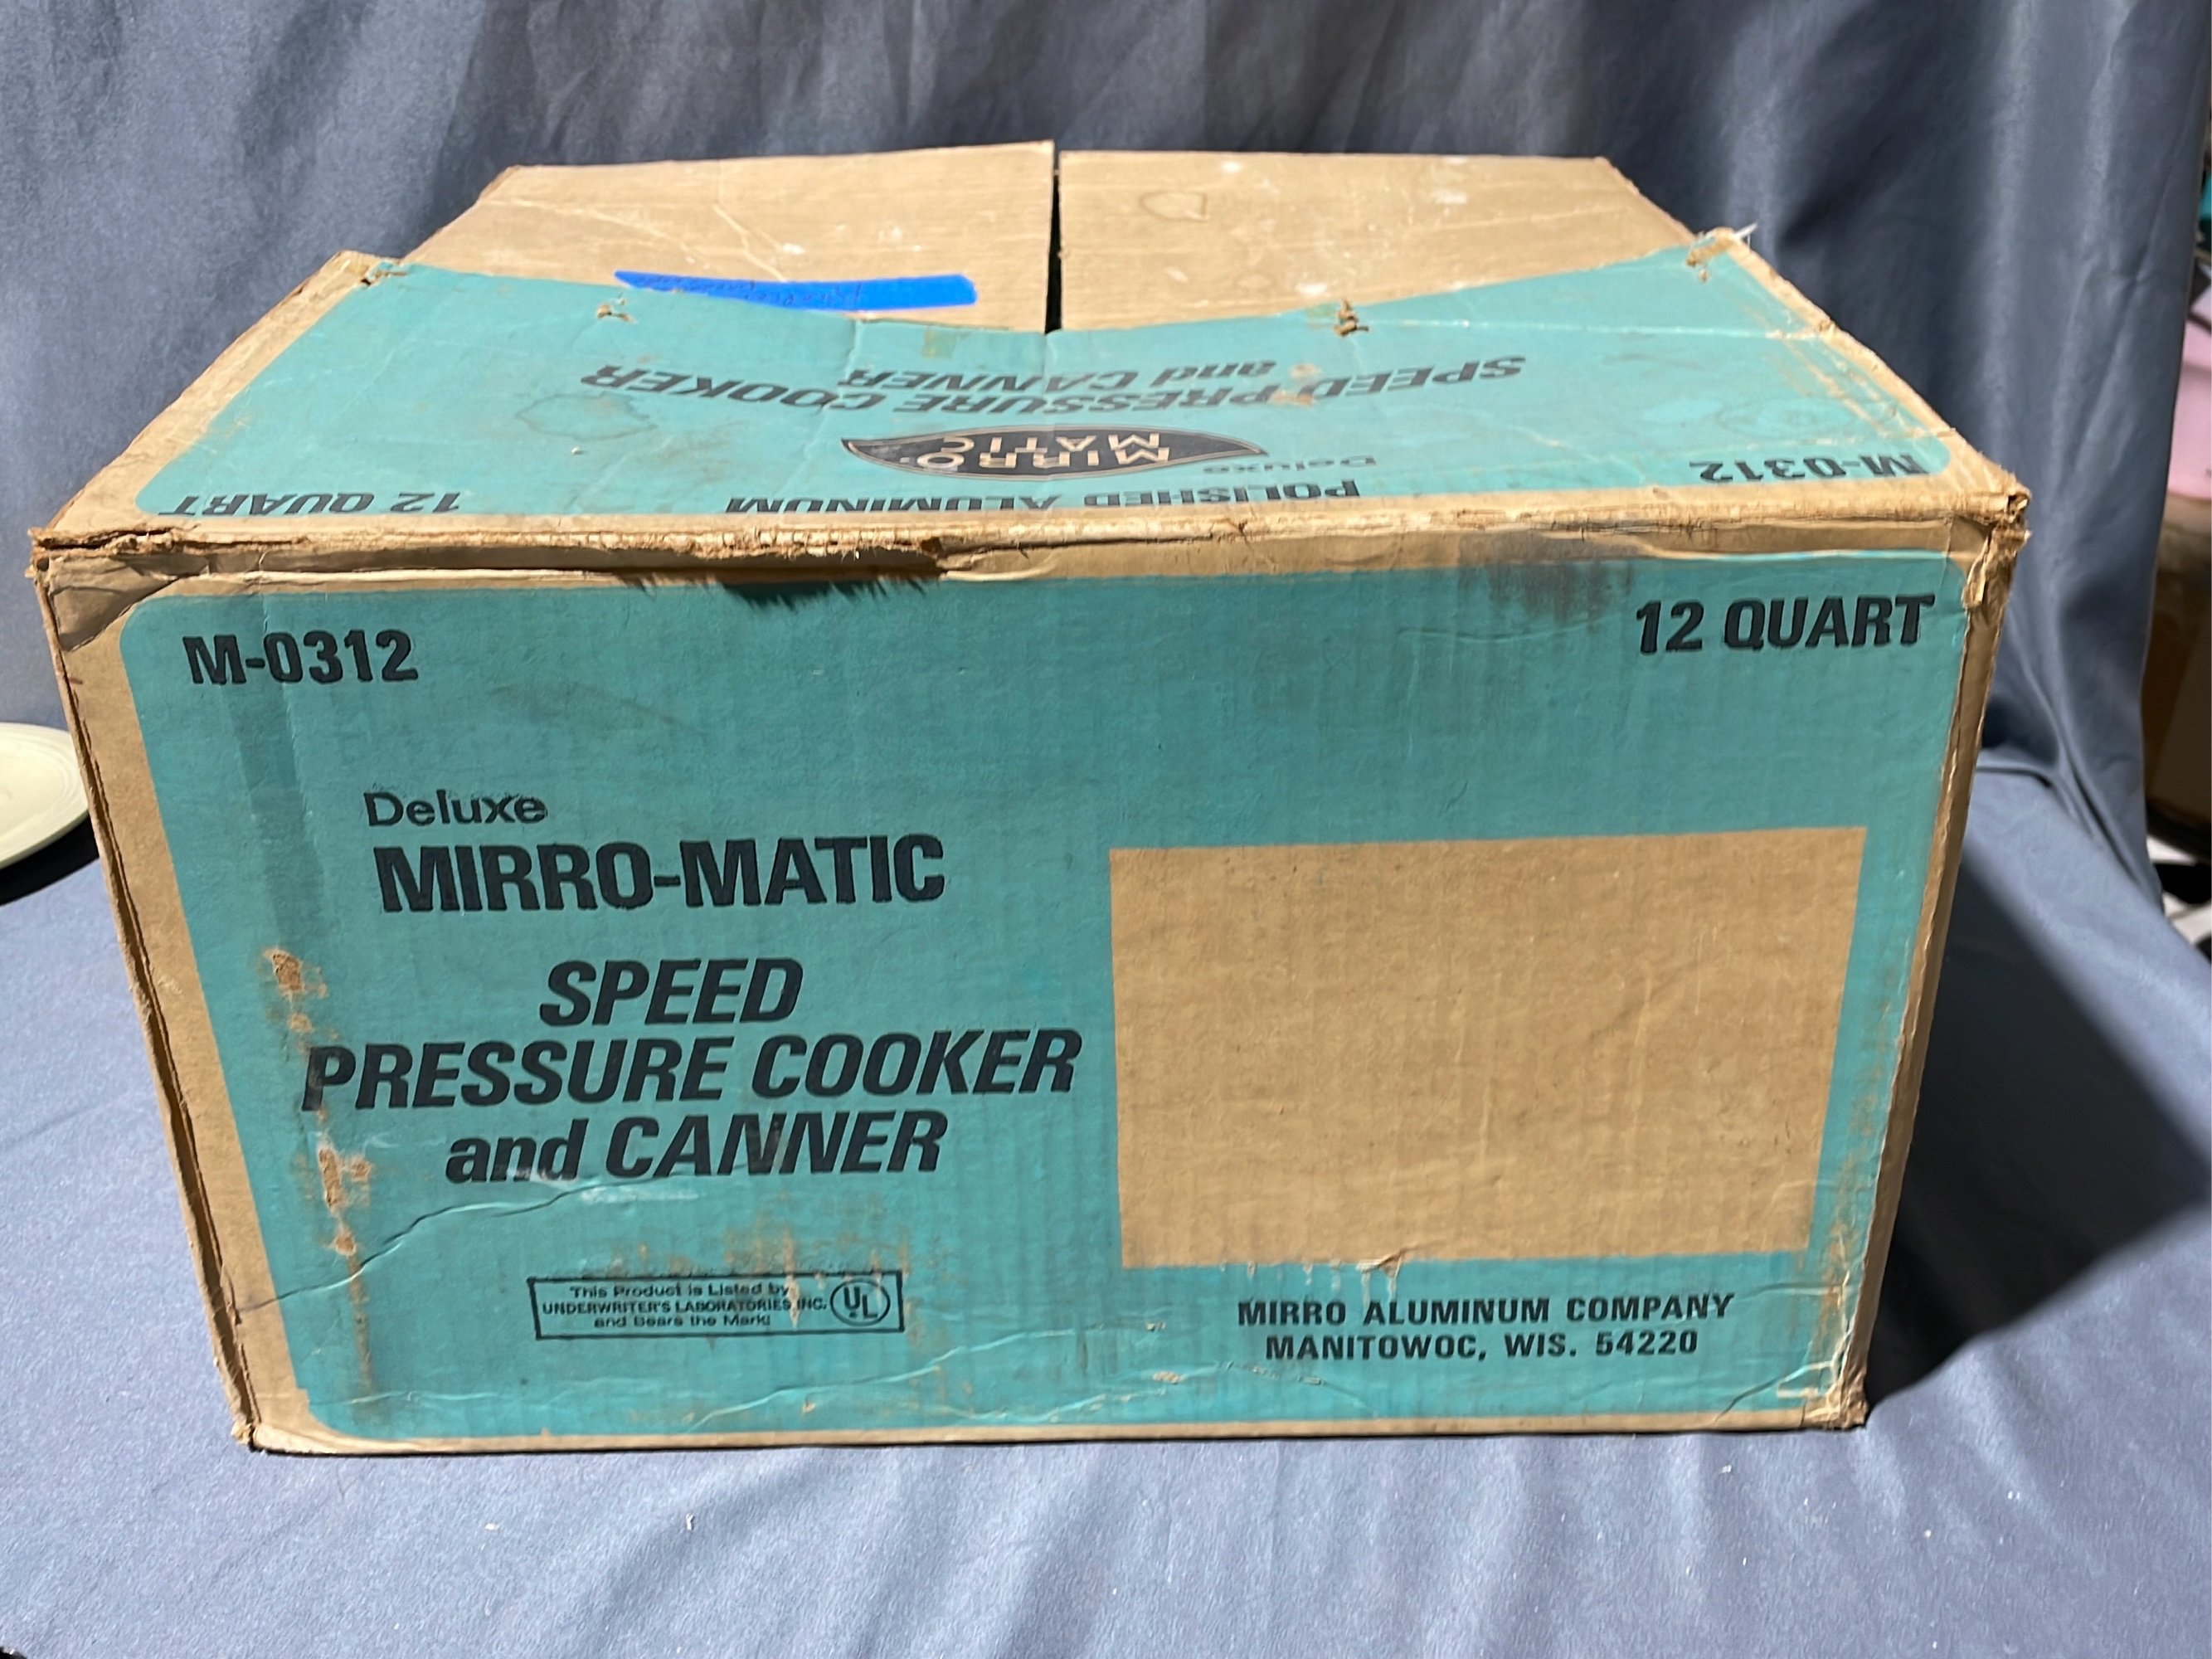 SPEED PRESSURE COOKER
and CANNER
MIRRO
MATIC
Deluxe
POLISHED ALUMINUM
M-0312
12 QUART
M-0312
12 QUART
Deluxe
MIRRO-MATIC
SPEED
PRESSURE COOKER
and CANNER
This Product is Listed by
UNDERWRITER'S LABORATORIES, INC.
and Bears the Mark:
UL
MIRRO ALUMINUM COMPANY
MANITOWOC, WIS. 54220